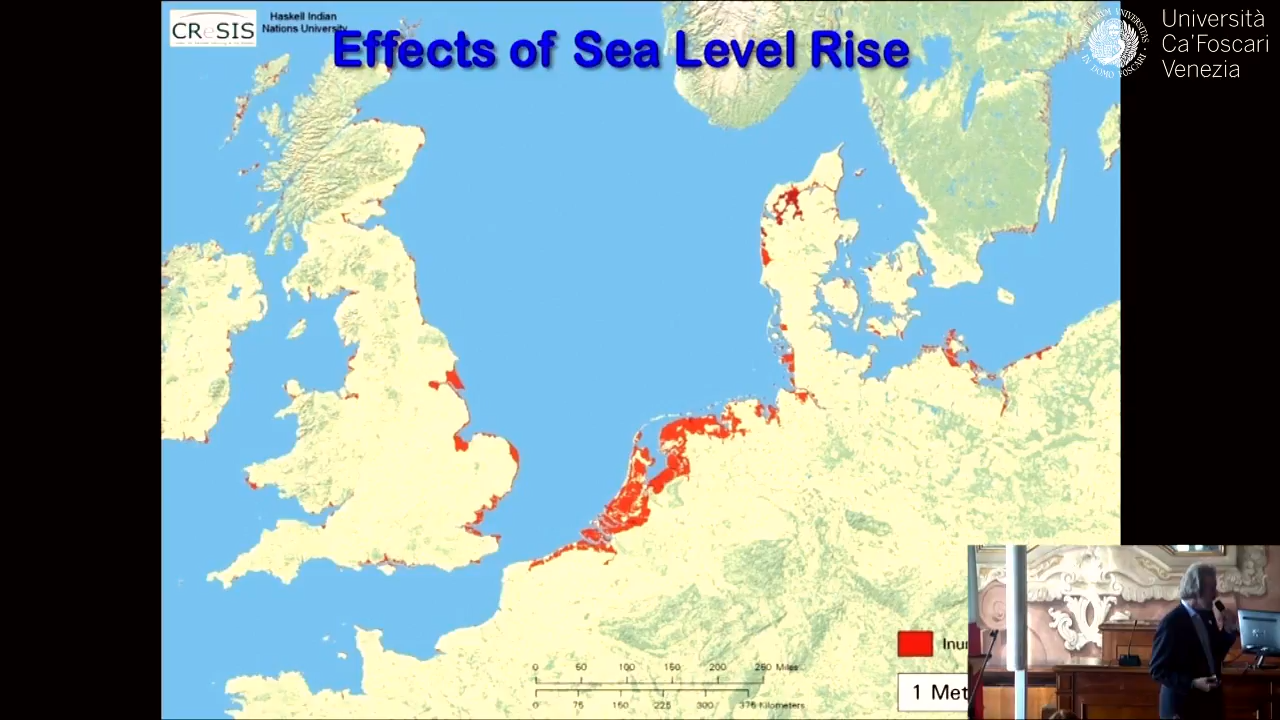 CReSIS
Haskell Indian
Nations University
Effects of Sea Level Rise
Università
Ca'Foscari
Venezia
0 50 100 150 200 250 Miles
0 75 150 225 300 375 Kilometers
Inu
1 Met